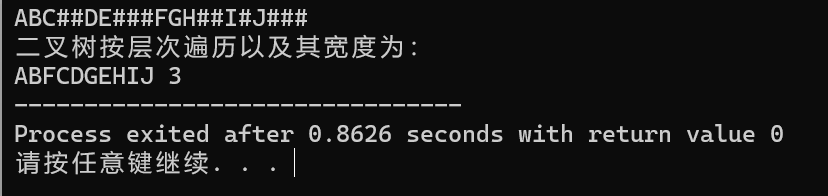 ABC##DE###FGH##I#J###
二叉树按层次遍历以及其宽度为:
ABFCDGEHIJ 3
--------------------------------
Process exited after 0.8626 seconds with return value 0
请按任意键继续. . .